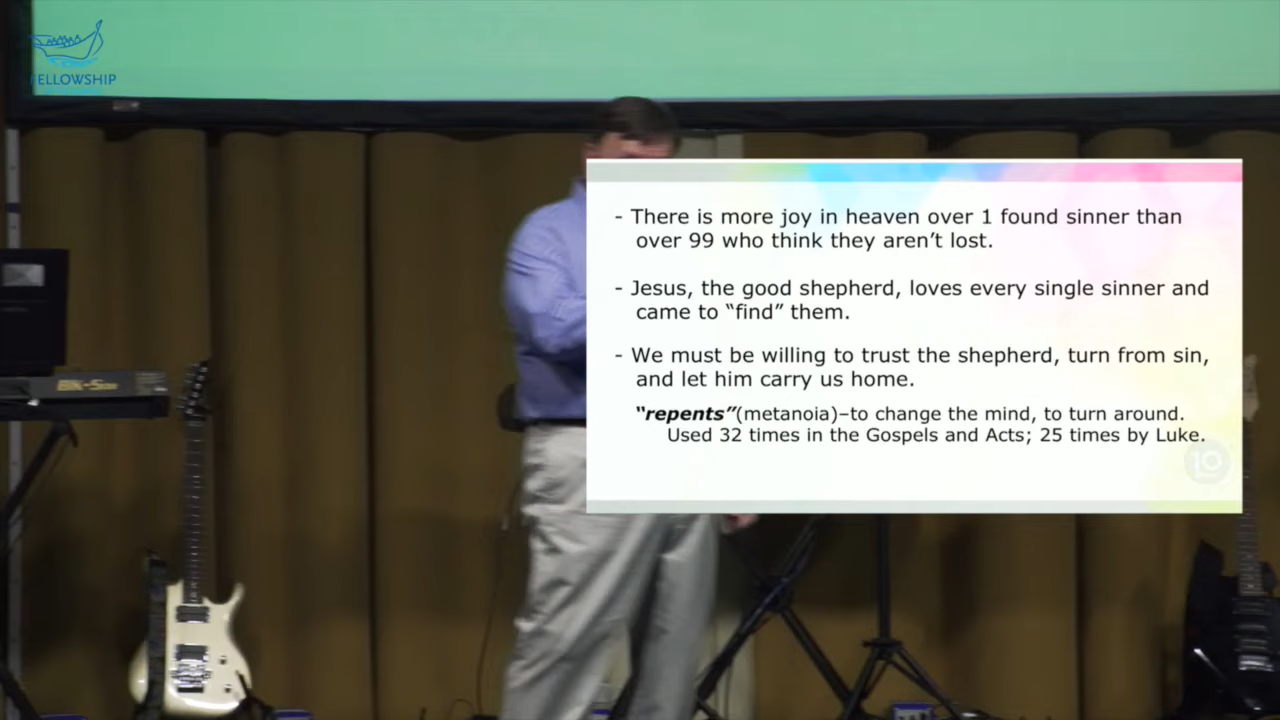 FELLOWSHIP
- There is more joy in heaven over 1 found sinner than
over 99 who think they aren't lost.
- Jesus, the good shepherd, loves every single sinner and
came to “find” them.
- We must be willing to trust the shepherd, turn from sin,
and let him carry us home.
“repents”(metanoia)–to change the mind, to turn around.
Used 32 times in the Gospels and Acts; 25 times by Luke.
10